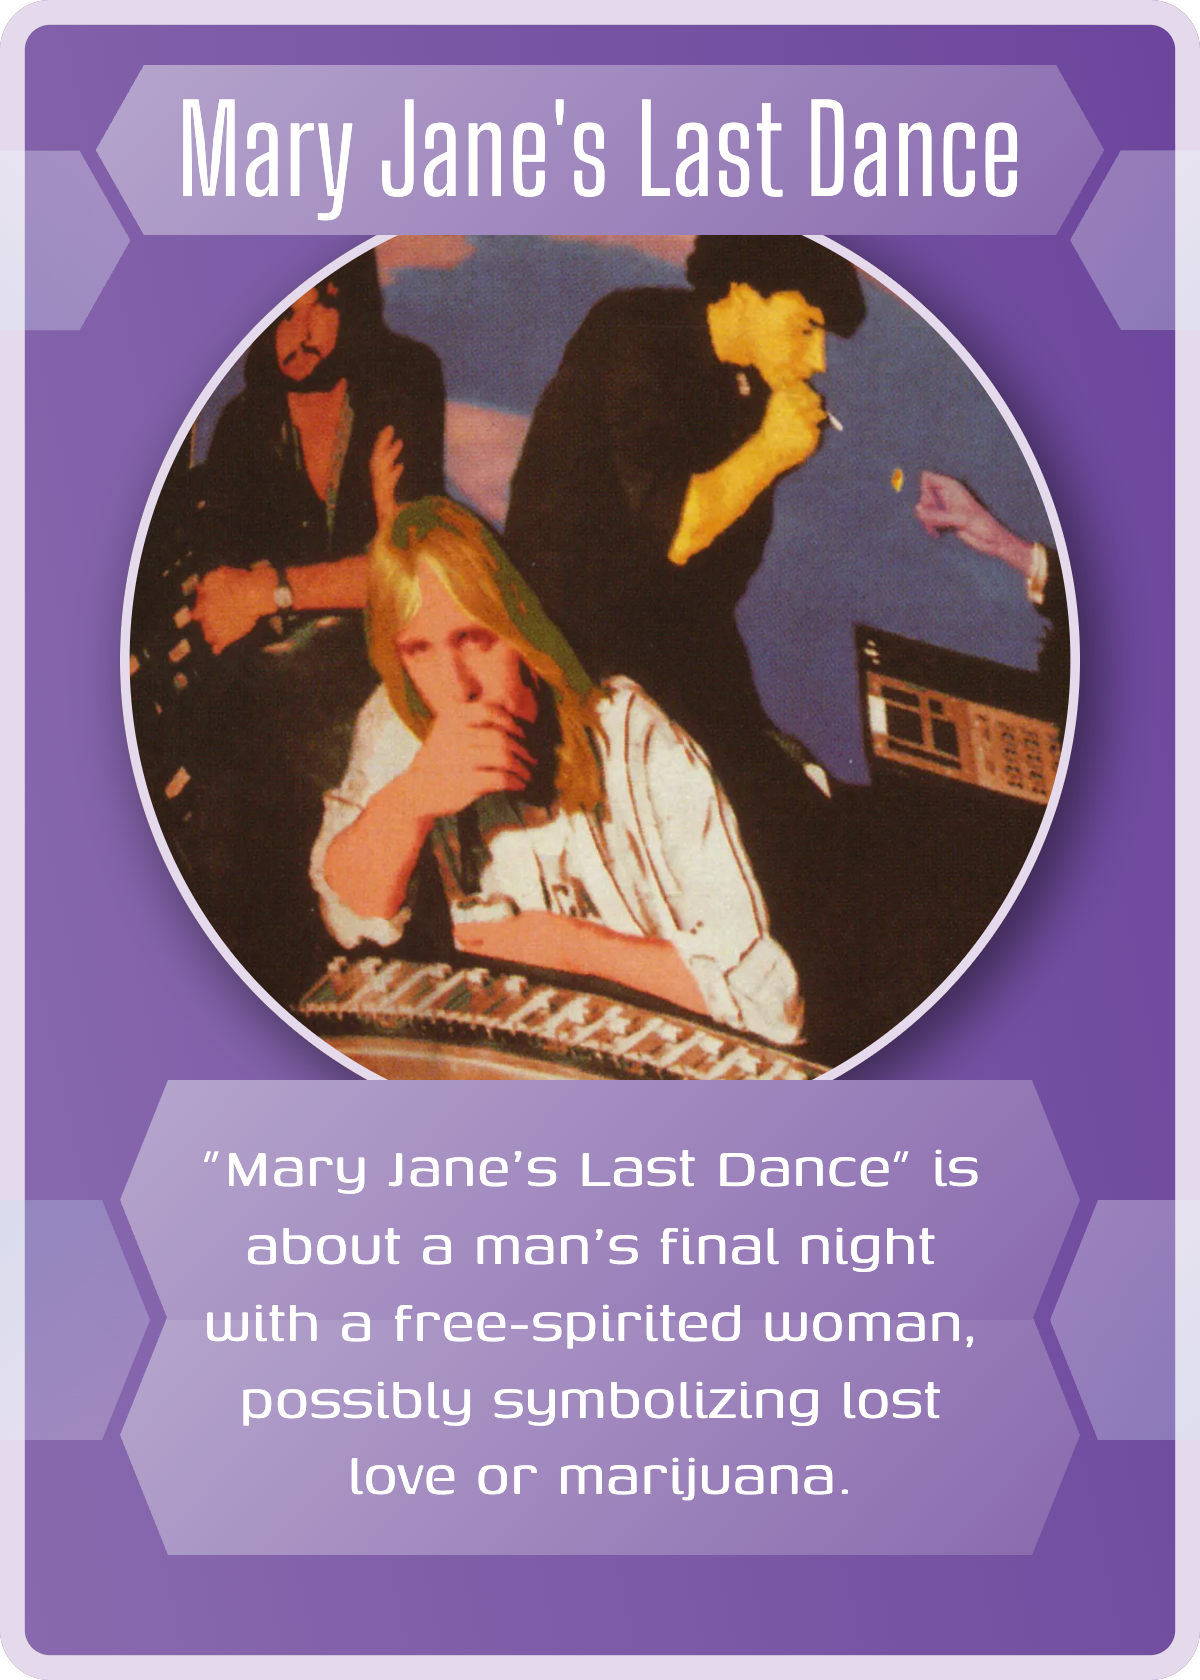 Mary Jane's Last Dance
"Mary Jane’s Last Dance" is
about a man’s final night
with a free-spirited woman,
possibly symbolizing lost
love or marijuana.